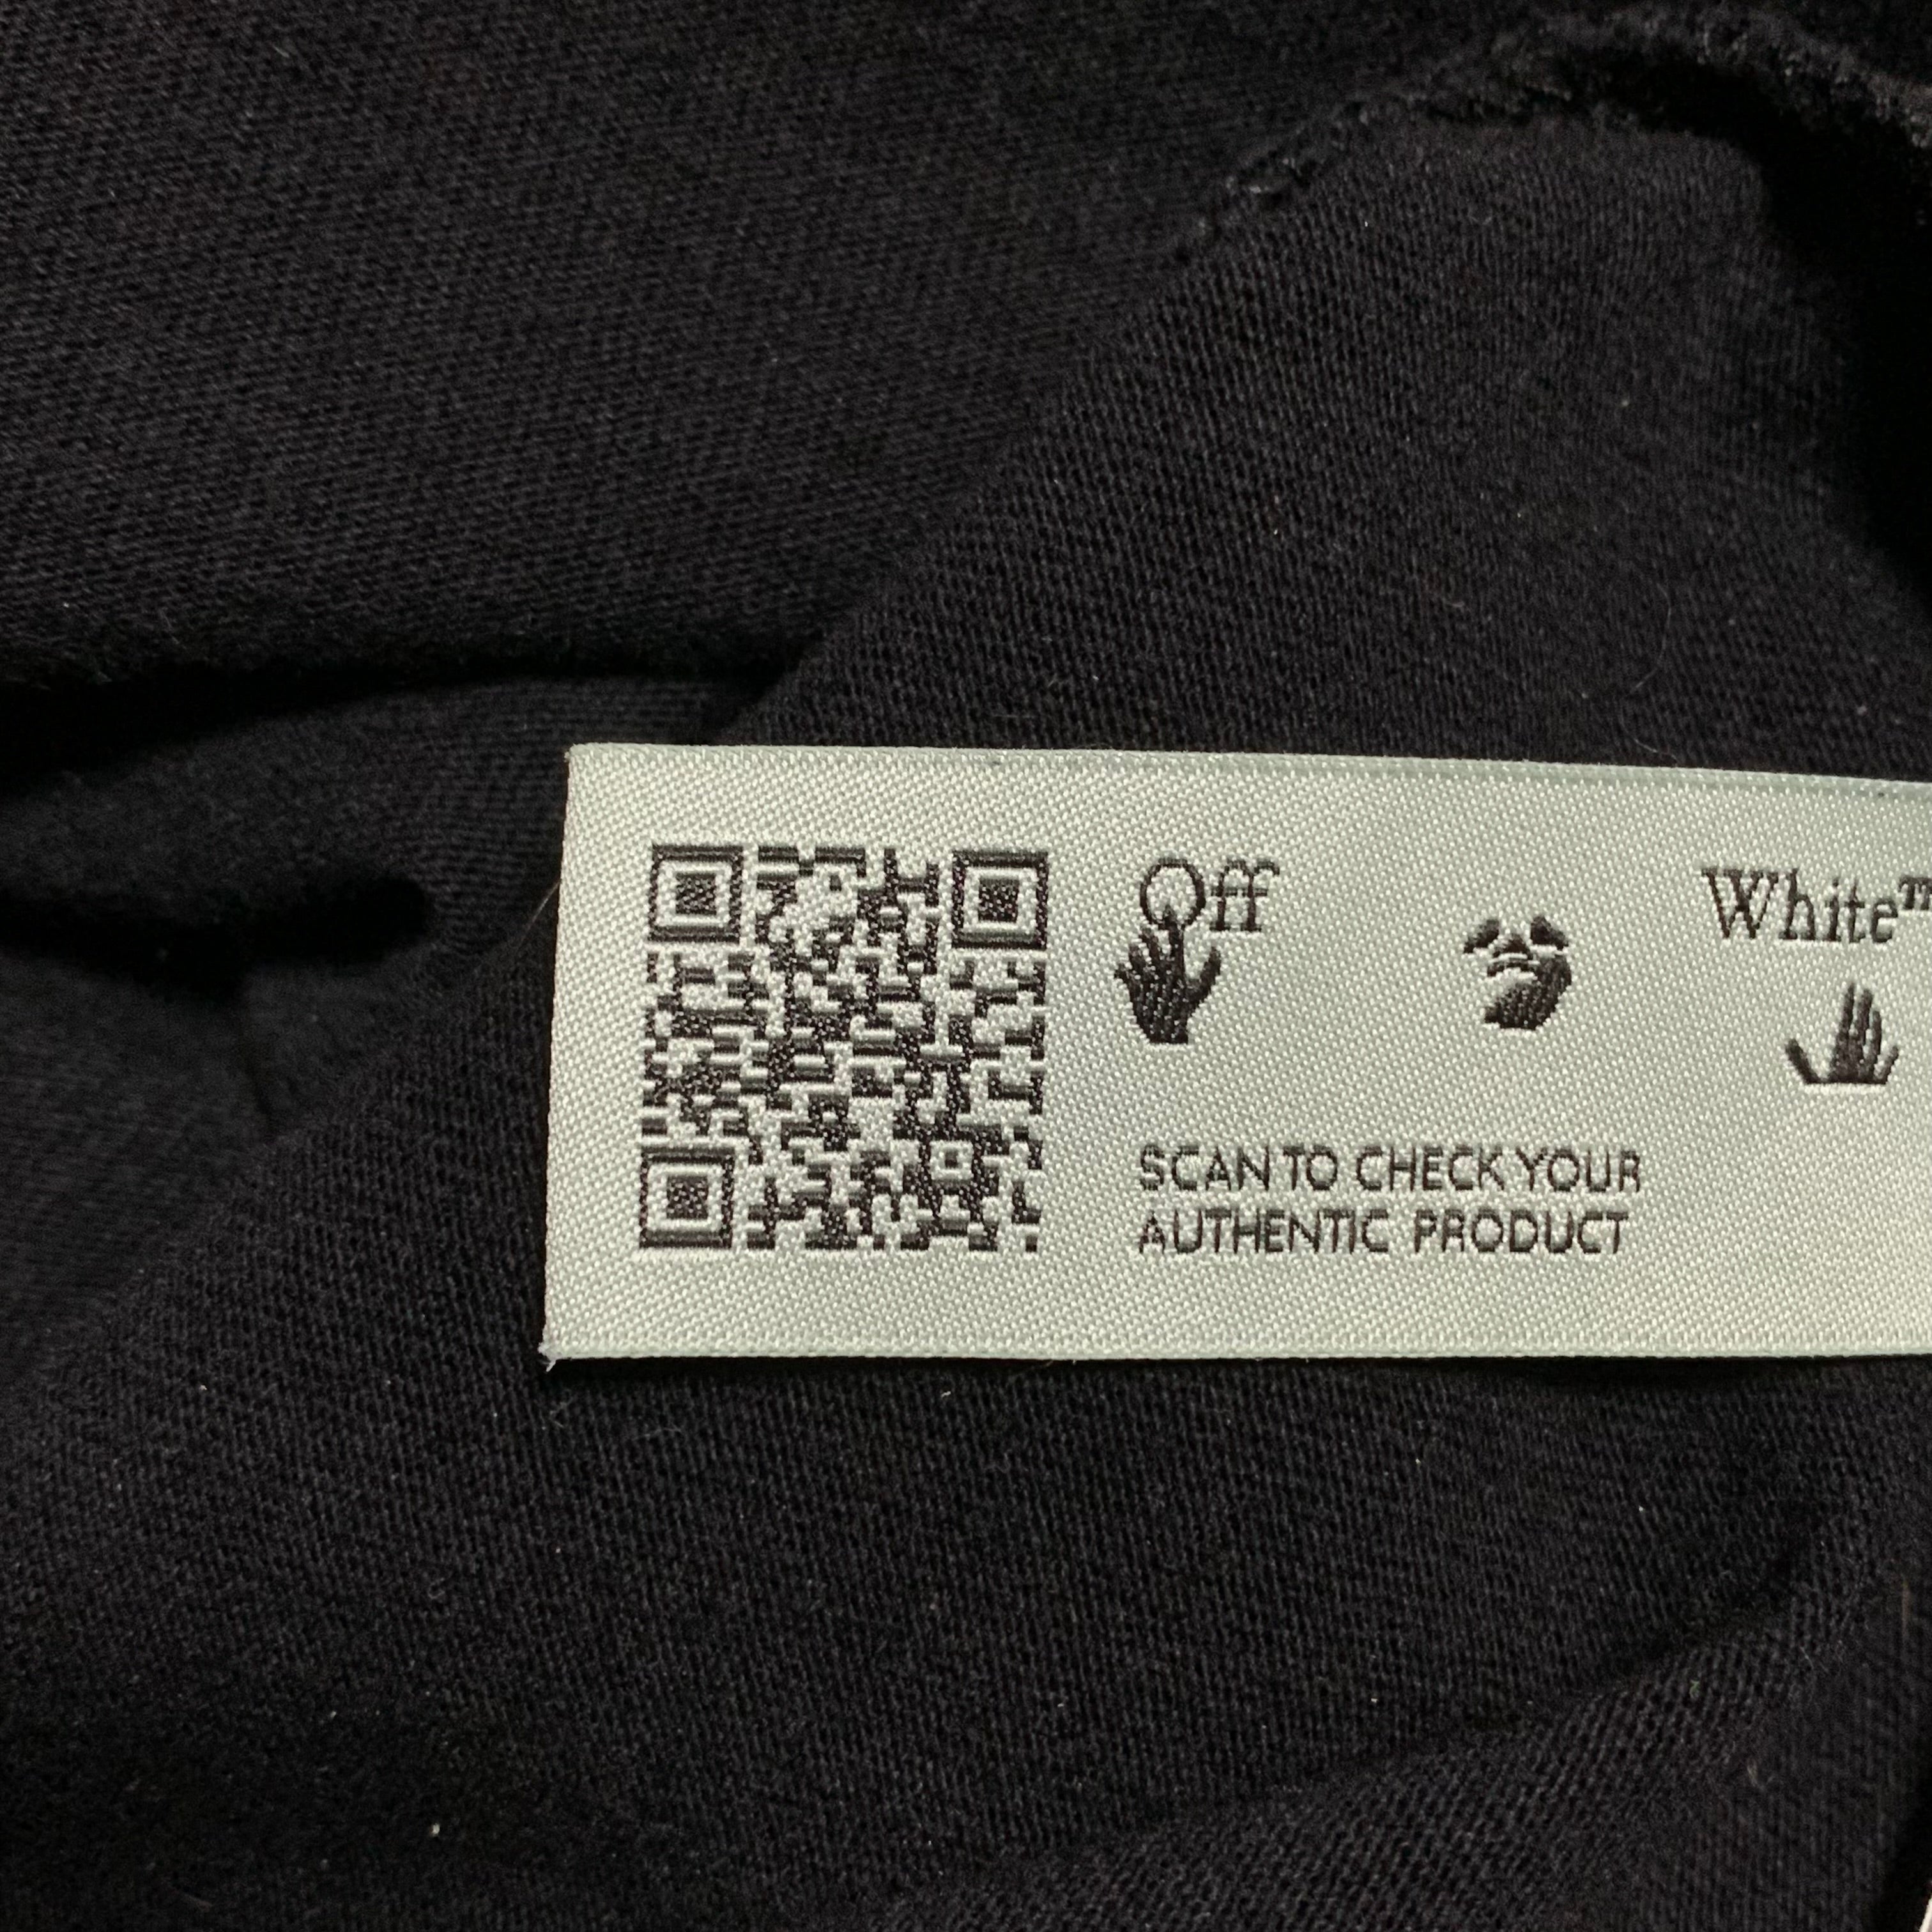 Off White™
SCAN TO CHECK YOUR
AUTHENTIC PRODUCT